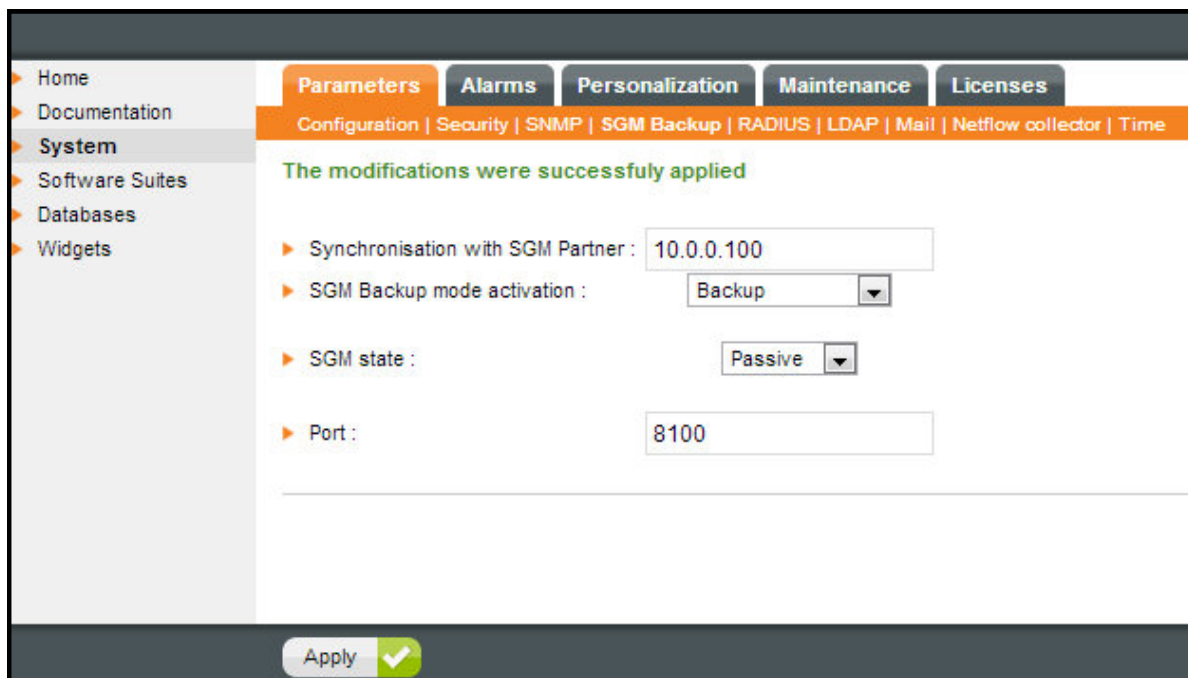 Home
Documentation
System
Software Suites
Databases
Widgets
Parameters Alarms Personalization Maintenance Licenses
Configuration | Security | SNMP | SGM Backup | RADIUS | LDAP | Mail | Netflow collector | Time
The modifications were successfuly applied
Synchronisation with SGM Partner : 10.0.0.100
SGM Backup mode activation : Backup
SGM state : Passive
Port : 8100
Apply